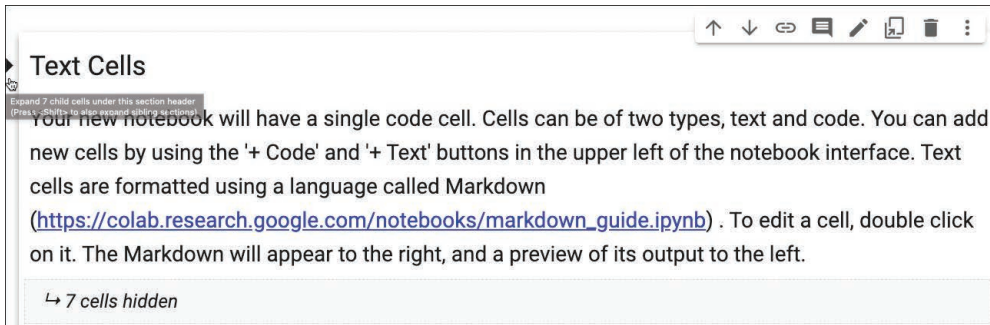 Text Cells
Expand 7 child cells under this section header
(Press <Shift> to also expand sibling sections)
Your new notebook will have a single code cell. Cells can be of two types, text and code. You can add
new cells by using the '+ Code' and '+ Text' buttons in the upper left of the notebook interface. Text
cells are formatted using a language called Markdown
(https://colab.research.google.com/notebooks/markdown_guide.ipynb) . To edit a cell, double click
on it. The Markdown will appear to the right, and a preview of its output to the left.
↳ 7 cells hidden